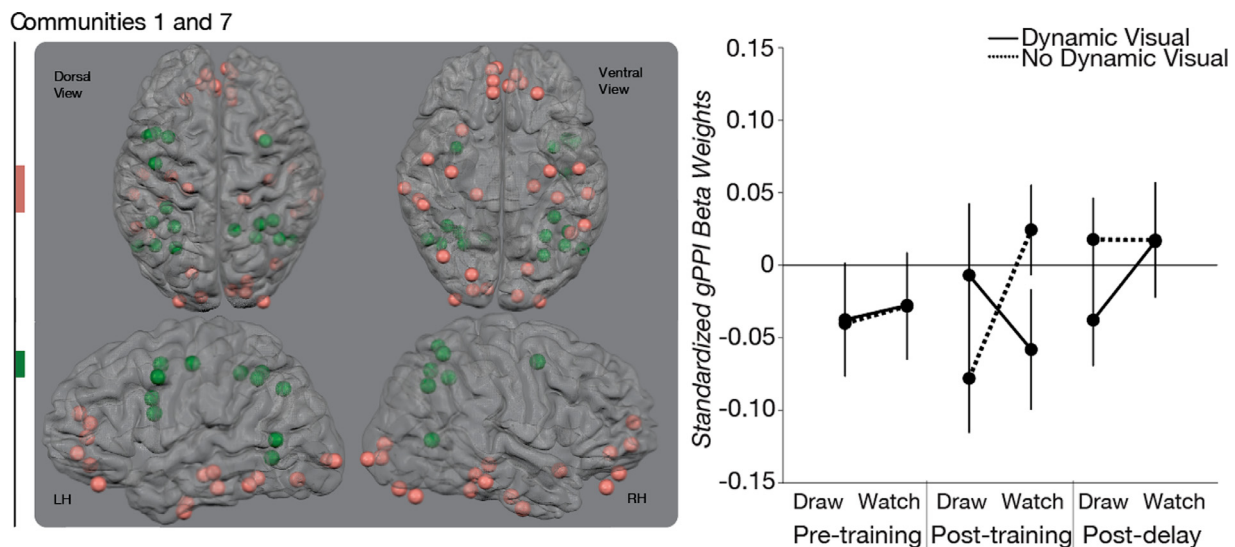 Communities 1 and 7
Dorsal
View
Ventral
View
LH
RH
Standardized gPPI Beta Weights
Dynamic Visual
No Dynamic Visual
0.15
0.10
0.05
0
-0.05
-0.10
-0.15
Draw Watch Draw Watch Draw Watch
Pre-training Post-training Post-delay